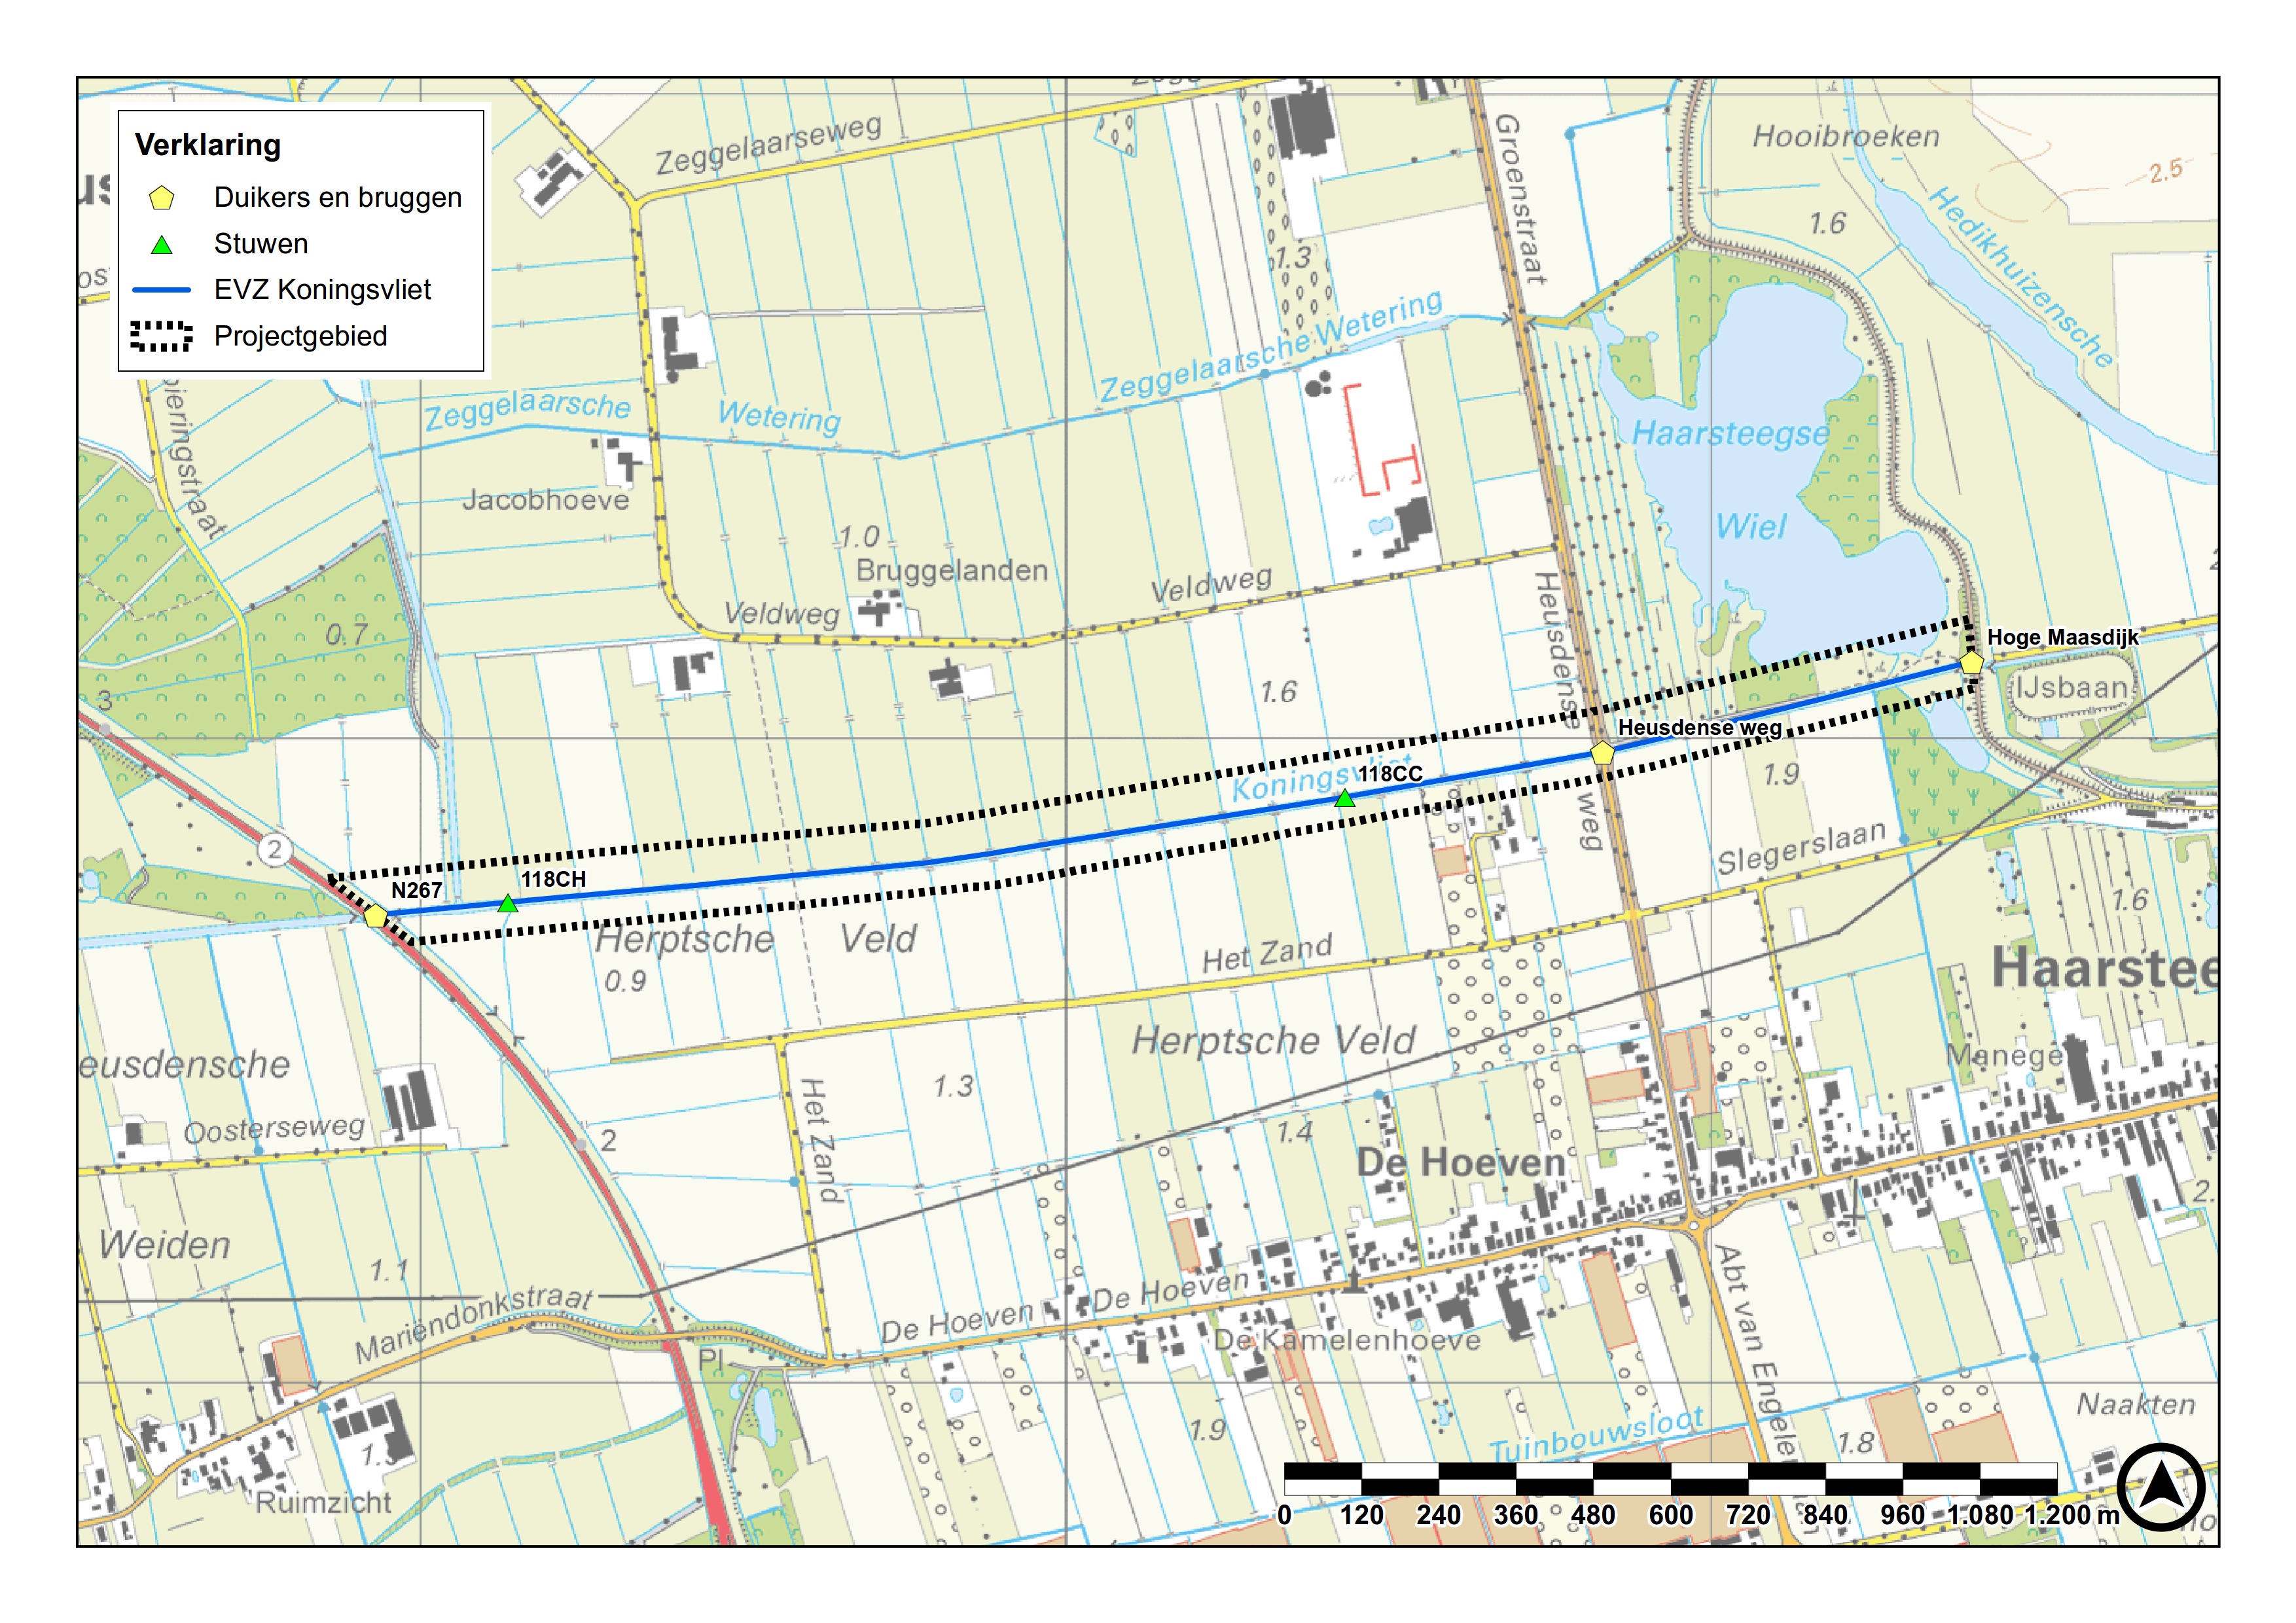 Verklaring
Duikers en bruggen
Stuwen
EVZ Koningsvliet
Projectgebied
Zeggelaarseweg
Groenstraat
Hooibroeken
2.5
1.6
Hedikhuizensche
1.3
Zeggelaarsche Wetering
Zeggelaarsche
Wetering
Haarsteegse
Wiel
Jacobhoeve
1.0
Bruggelanden
Veldweg
Veldweg
Heusdense
0.7
Hoge Maasdijk
IJsbaan
1.6
3
Heusdense weg
Koningsvliet
118CC
1.9
weg
2
Slegerslaan
N267
118CH
1.6
Herptsche Veld
0.9
Het Zand
Haarstee
Herptsche Veld
eusdensche
Manege
1.3
Het Zand
Oosterseweg
2
1.4
De Hoeven
2.
Weiden
1.1
Mariëndonkstraat
De Hoeven
De Hoeven
De Kamelenhoeve
Abt van Engelen
Pl
1.9
Tuinbouwsloot
1.8
Naakten
Ruimzicht
0 120 240 360 480 600 720 840 960 1.080 1.200 m